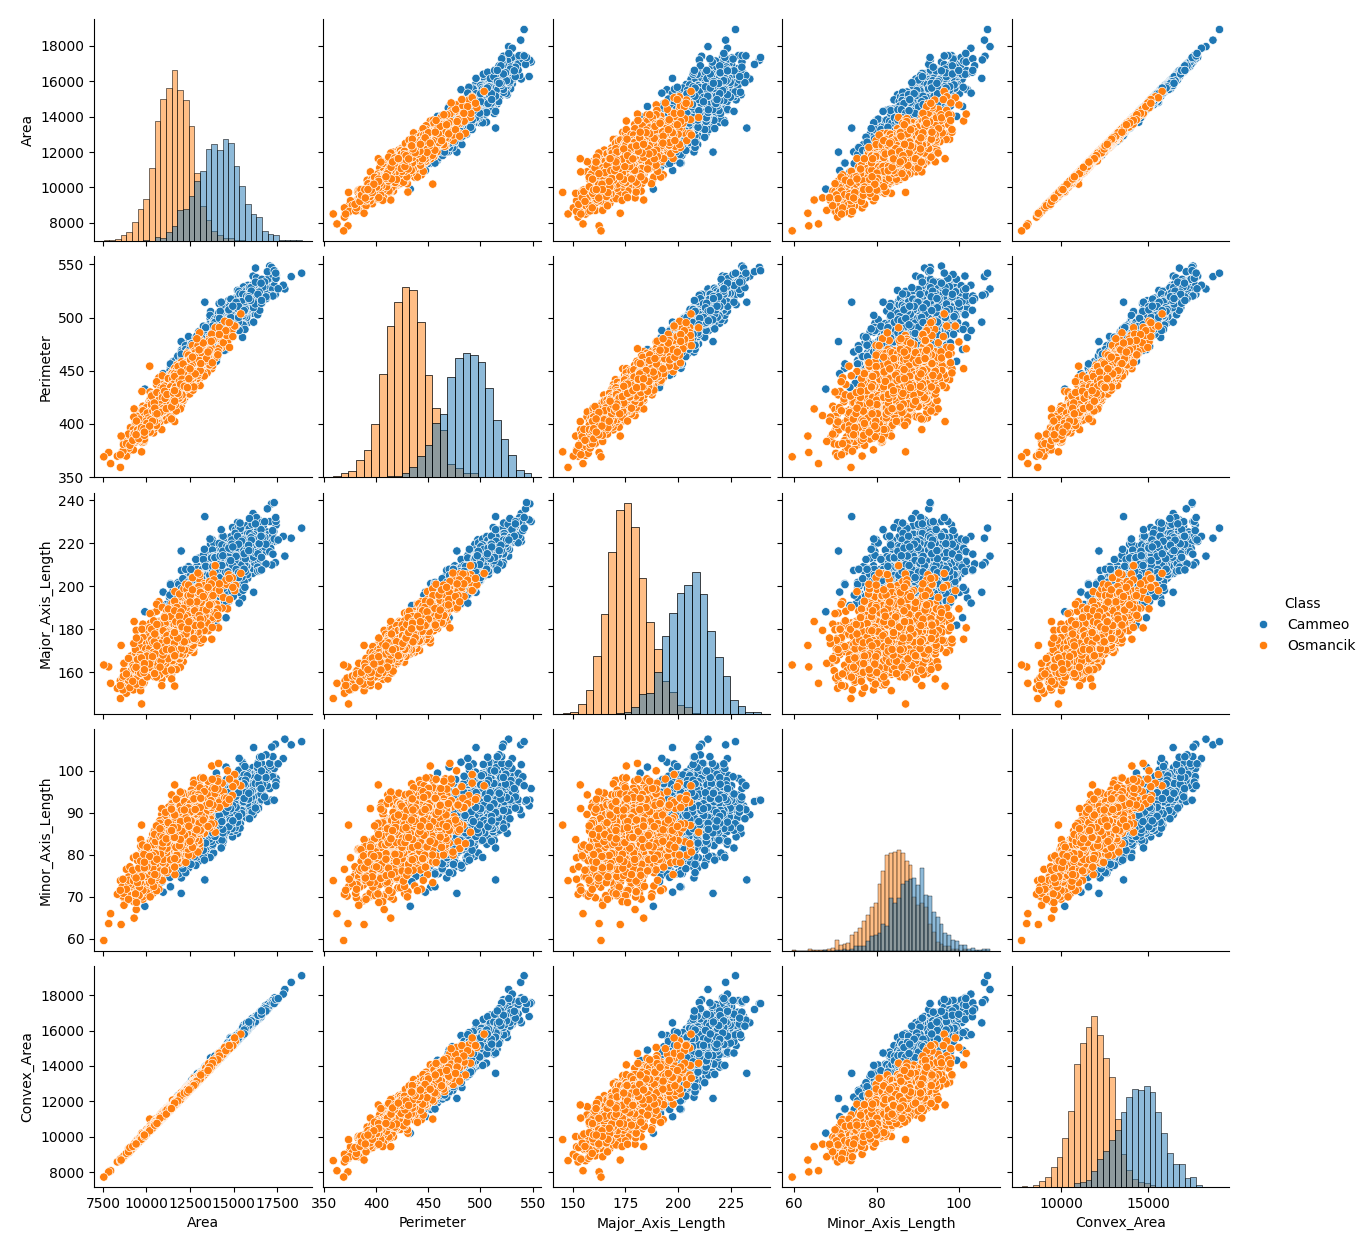 Area
18000
16000
14000
12000
10000
8000
Perimeter
550
500
450
400
350
Major_Axis_Length
240
220
200
180
160
Class
Cammeo
Osmancik
Minor_Axis_Length
100
90
80
70
60
Convex_Area
18000
16000
14000
12000
10000
8000
7500 10000 12500 15000 17500 350 400 450 500 550 150 175 200 225 60 80 100 10000 15000
Area Perimeter Major_Axis_Length Minor_Axis_Length Convex_Area